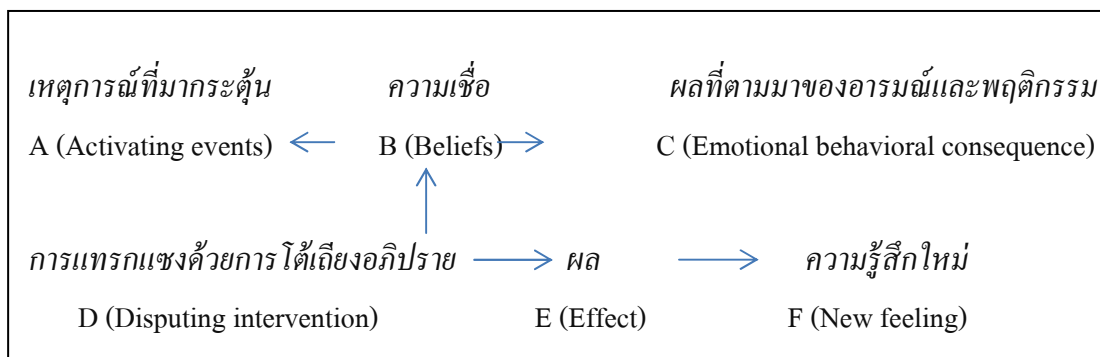 เหตุการณ์ที่มากระตุ้น ความเชื่อ ผลที่ตามมาของอารมณ์และพฤติกรรม
A (Activating events) B (Beliefs) C (Emotional behavioral consequence)
การแทรกแซงด้วยการโต้เถียงอภิปราย ผล ความรู้สึกใหม่
D (Disputing intervention) E (Effect) F (New feeling)